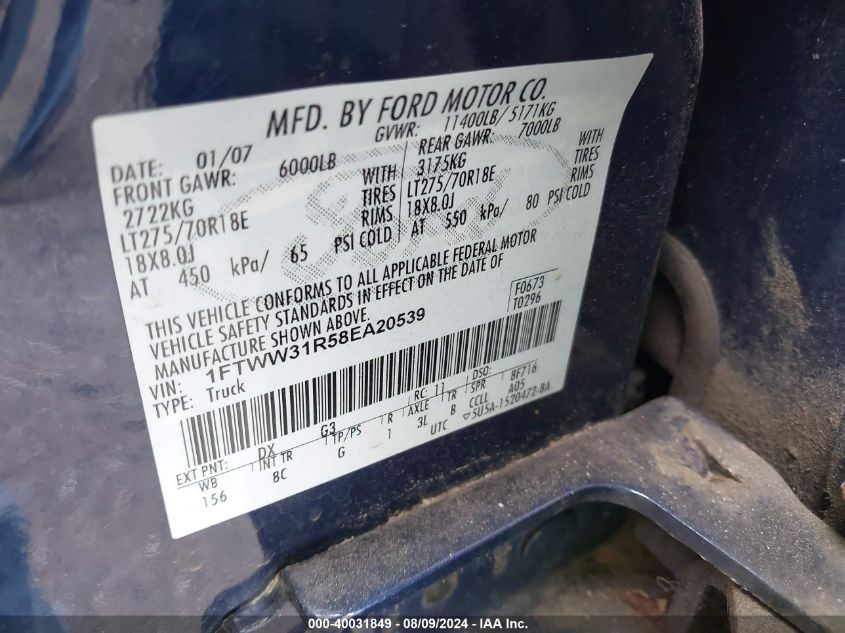 MFD. BY FORD MOTOR CO.
DATE: 01/07 GVWR: 11400LB/5171KG
FRONT GAWR: 6000LB REAR GAWR: 7000LB
2722KG WITH 3175KG WITH
LT275/70R18E TIRES LT275/70R18E TIRES
18X8.0J RIMS 18X8.0J RIMS
AT 450 kPa/ 65 PSI COLD AT 550 kPa/ 80 PSI COLD
THIS VEHICLE CONFORMS TO ALL APPLICABLE FEDERAL MOTOR
VEHICLE SAFETY STANDARDS IN EFFECT ON THE DATE OF
MANUFACTURE SHOWN ABOVE.
F0673
T0296
VIN: 1FTWW31R58EA20539
TYPE: Truck
EXT PNT: DX G3 RC: 11 DSO: 8F716
WB INT TR TP/PS R AXLE TR SPR
156 8C G 1 3L B CCLL A05
UTC ▽5U5A-1520472-BA
000-40031849 - 08/09/2024 - IAA Inc.